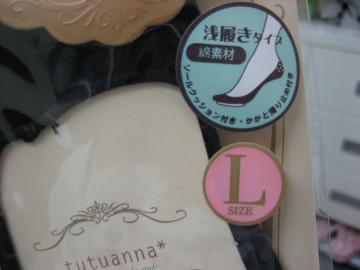 浅履きタイプ
綿素材
ソールクッション付き・かかと滑り止め付き
L
SIZE
tutuanna*